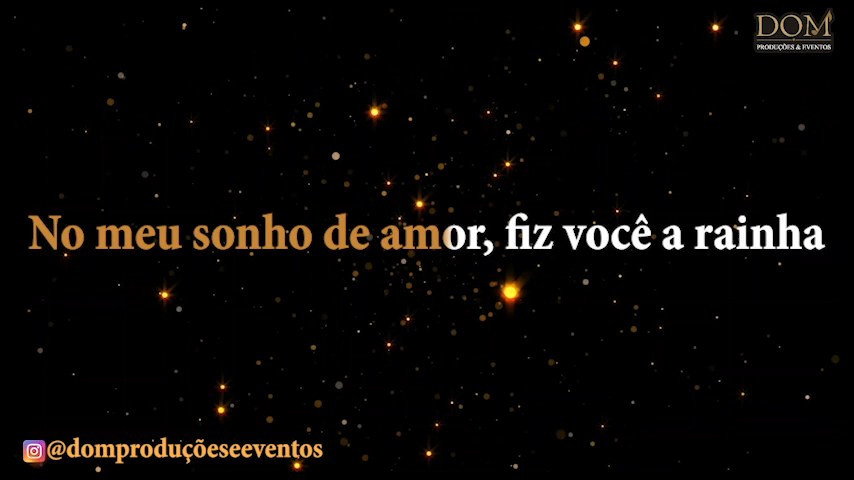 DOM
PRODUÇÕES & EVENTOS
No meu sonho de amor, fiz você a rainha
@domproduçõeseeventos